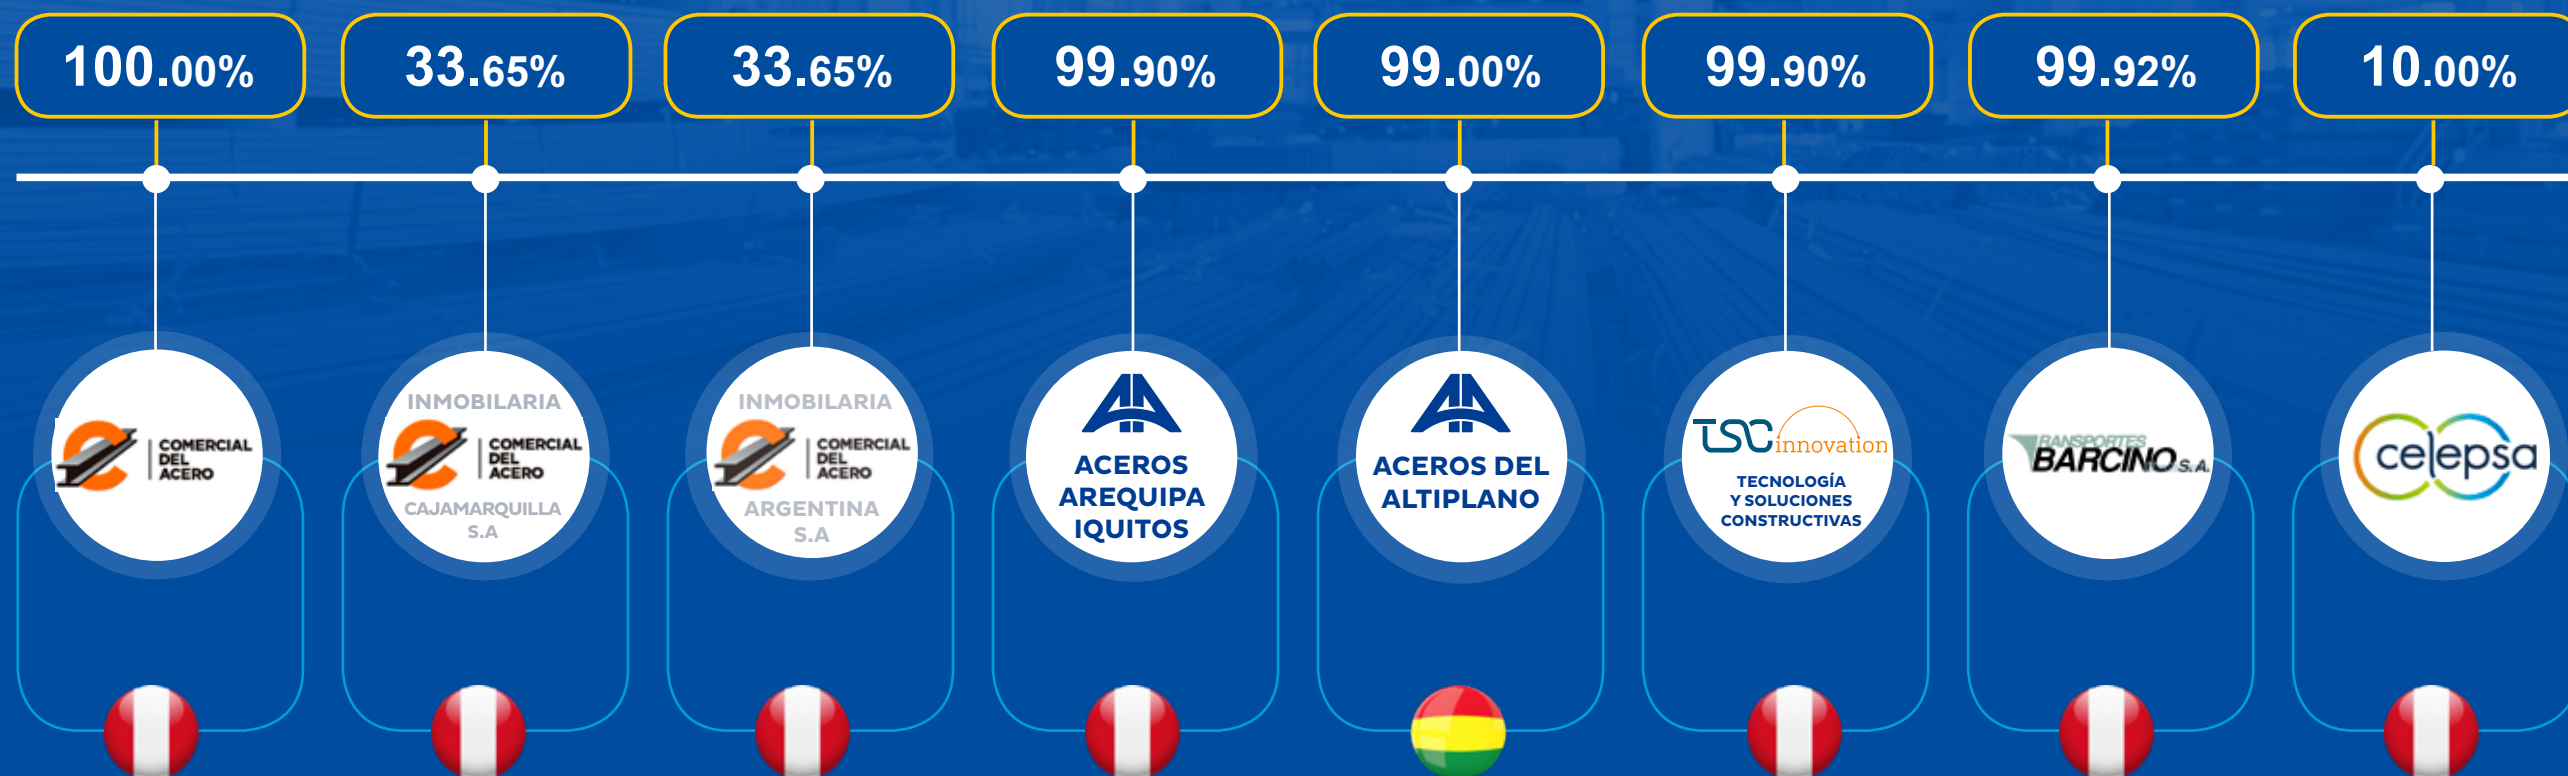 100.00%
33.65%
33.65%
99.90%
99.00%
99.90%
99.92%
10.00%
COMERCIAL
DEL
ACERO
INMOBILARIA
COMERCIAL
DEL
ACERO
CAJAMARQUILLA
S.A
INMOBILARIA
COMERCIAL
DEL
ACERO
ARGENTINA
S.A
ACEROS
AREQUIPA
IQUITOS
ACEROS DEL
ALTIPLANO
TSC innovation
TECNOLOGÍA
Y SOLUCIONES
CONSTRUCTIVAS
TRANSPORTES
BARCINO S.A.
celepsa